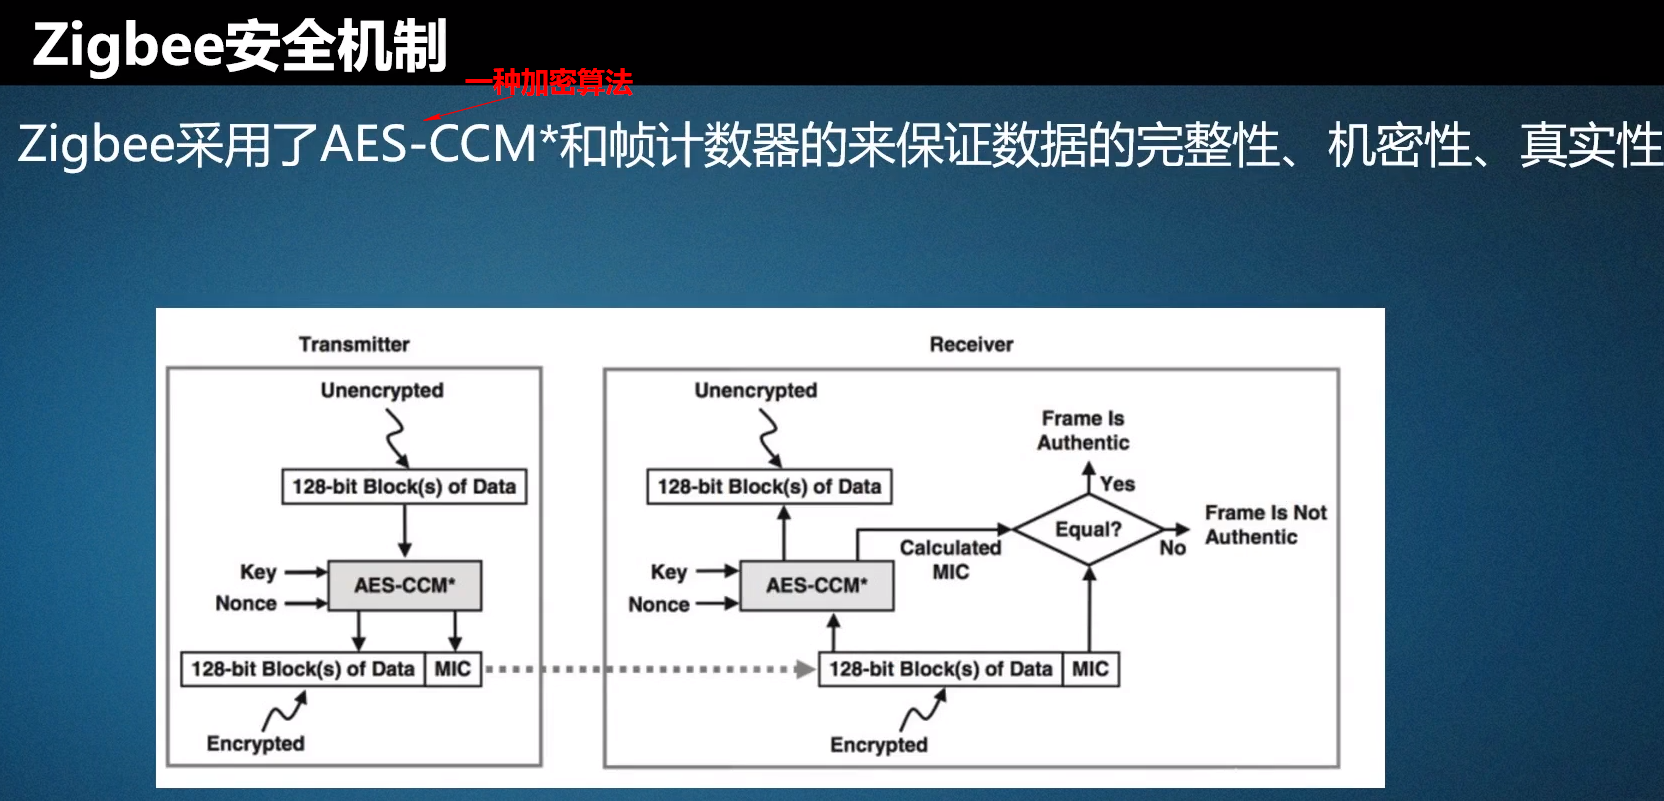 Zigbee安全机制
一种加密算法
Zigbee采用了AES-CCM*和帧计数器的来保证数据的完整性、机密性、真实性
Transmitter
Unencrypted
128-bit Block(s) of Data
Key
Nonce
AES-CCM*
128-bit Block(s) of Data
MIC
Encrypted
Receiver
Unencrypted
128-bit Block(s) of Data
Key
Nonce
AES-CCM*
Calculated
MIC
Frame Is
Authentic
Yes
Equal?
No
Frame Is Not
Authentic
128-bit Block(s) of Data
MIC
Encrypted